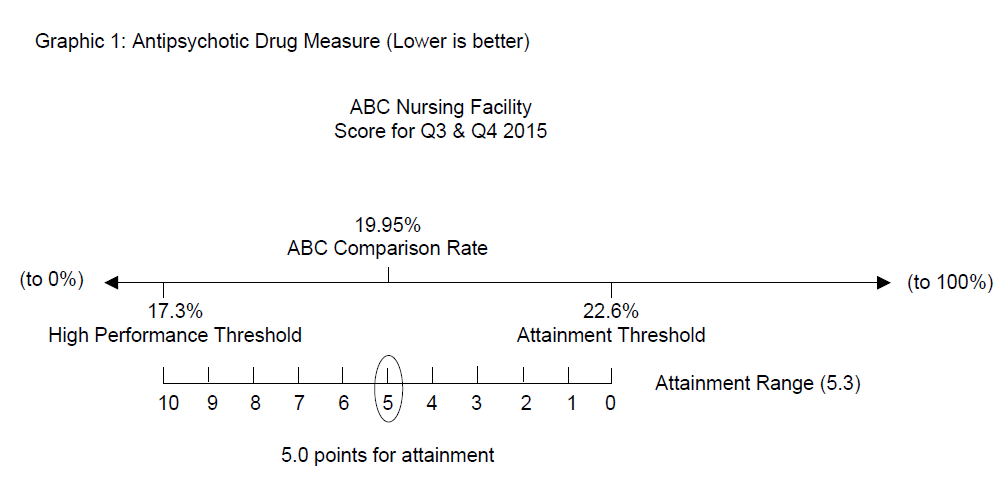 Graphic 1: Antipsychotic Drug Measure (Lower is better)
ABC Nursing Facility
Score for Q3 & Q4 2015
19.95%
ABC Comparison Rate
(to 0%)
(to 100%)
17.3%
22.6%
High Performance Threshold
Attainment Threshold
Attainment Range (5.3)
10 9 8 7 6 5 4 3 2 1 0
5.0 points for attainment